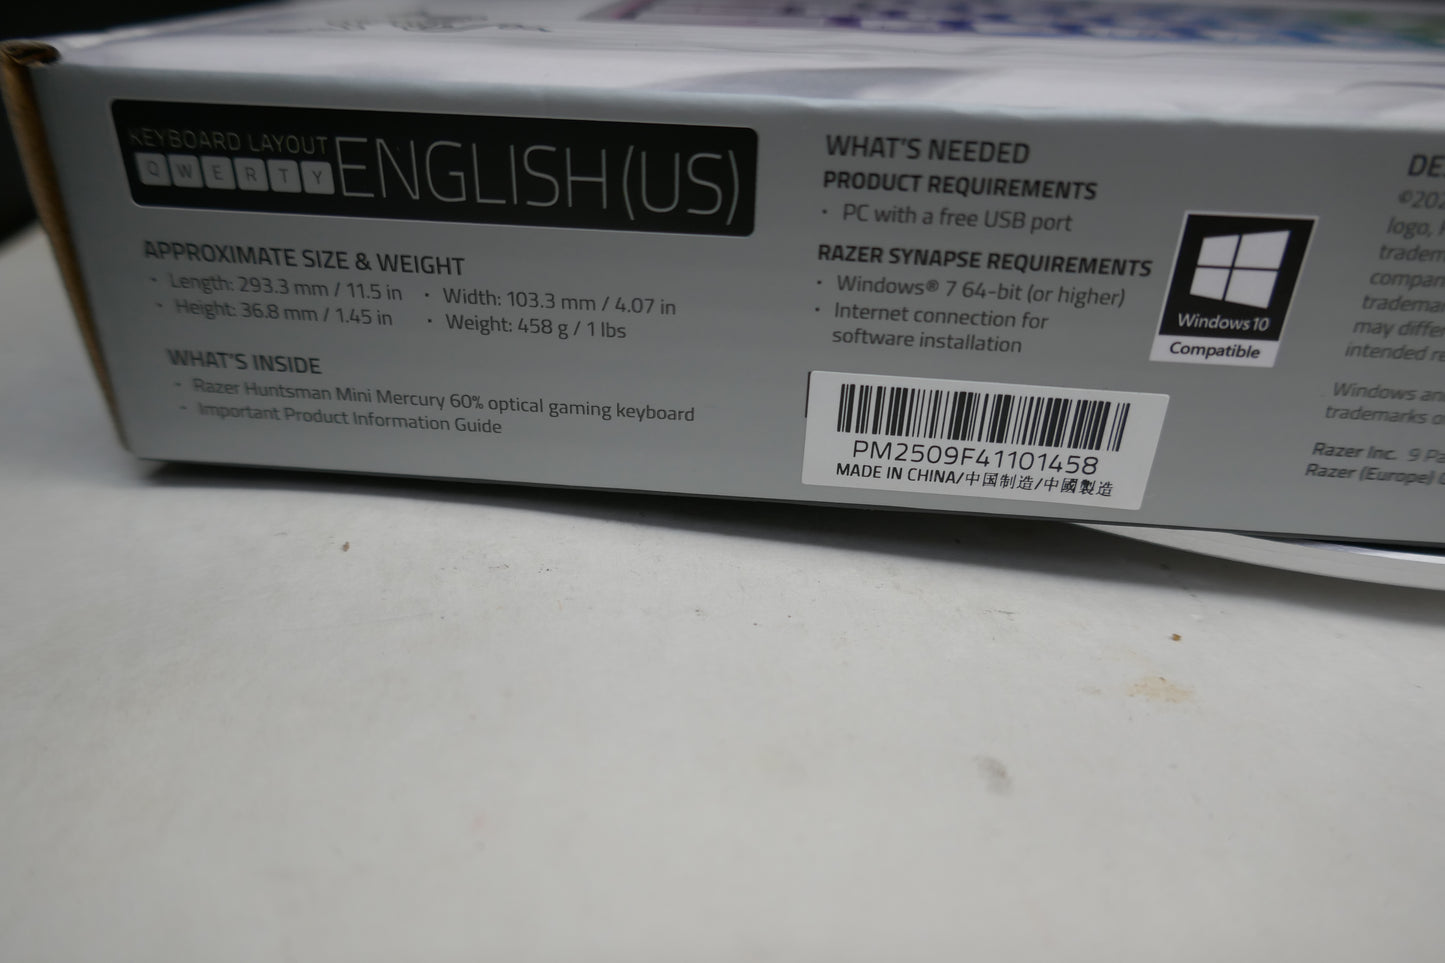 KEYBOARD LAYOUT
QWERTY
ENGLISH (US)
APPROXIMATE SIZE & WEIGHT
• Length: 293.3 mm / 11.5 in • Width: 103.3 mm / 4.07 in
• Height: 36.8 mm / 1.45 in • Weight: 458 g / 1 lbs
WHAT'S INSIDE
• Razer Huntsman Mini Mercury 60% optical gaming keyboard
• Important Product Information Guide
WHAT'S NEEDED
PRODUCT REQUIREMENTS
• PC with a free USB port
RAZER SYNAPSE REQUIREMENTS
• Windows® 7 64-bit (or higher)
• Internet connection for
software installation
Windows 10
Compatible
PM2509F41101458
MADE IN CHINA/中国制造/中國製造
DE
©202
logo,
tradem
compan
tradema
may differ
intended re
Windows an
trademarks o
Razer Inc. 9 Pa
Razer (Europe)